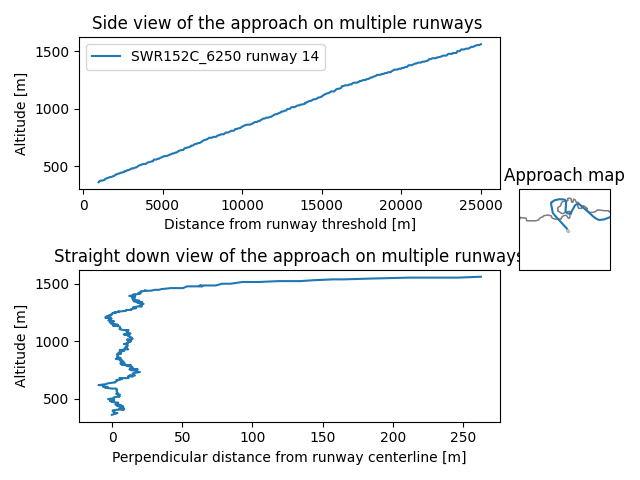 Side view of the approach on multiple runways
1500
1000
500
Altitude [m]
SWR152C_6250 runway 14
0 5000 10000 15000 20000 25000
Distance from runway threshold [m]
Approach map
Straight down view of the approach on multiple runways
1500
1000
500
Altitude [m]
0 50 100 150 200 250
Perpendicular distance from runway centerline [m]